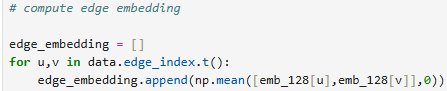 # compute edge embedding
edge_embedding = []
for u,v in data.edge_index.t():
    edge_embedding.append(np.mean([emb_128[u],emb_128[v]],0))